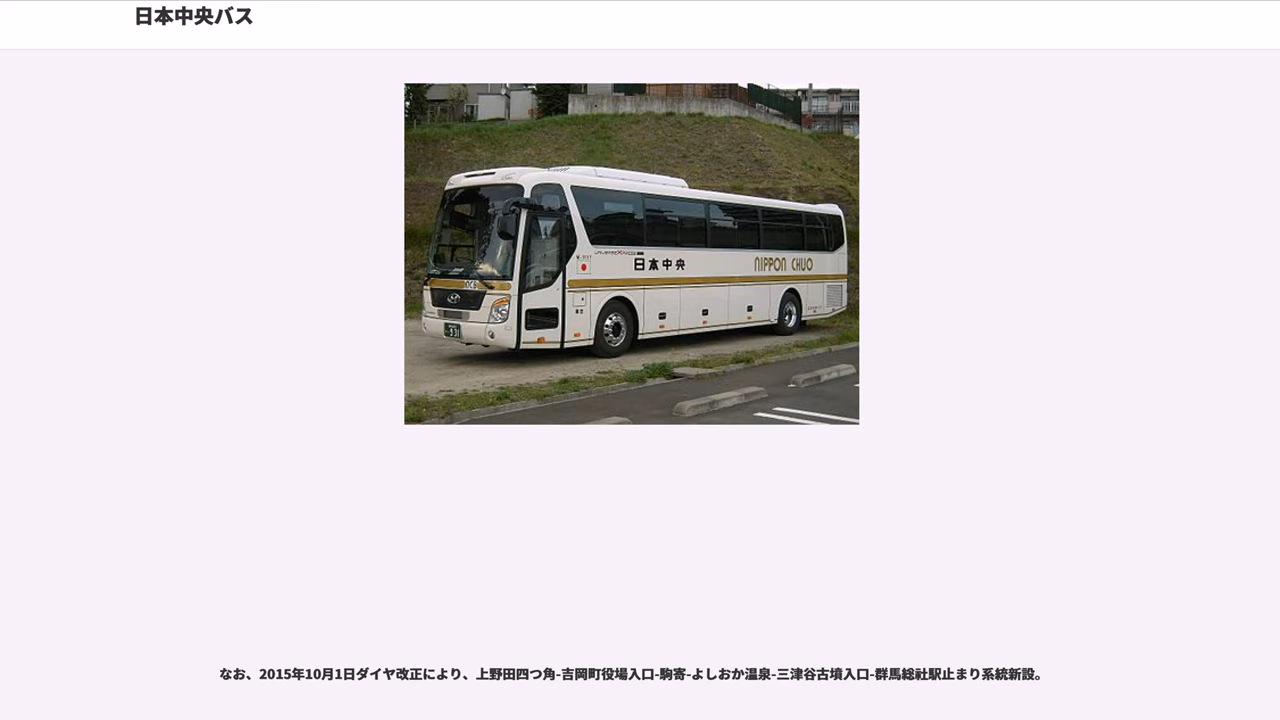 日本中央バス
日本中央
NIPPON CHUO
なお、2015年10月1日ダイヤ改正により、上野田四つ角-吉岡町役場入口-駒寄-よしおか温泉-三津谷古墳入口-群馬総社駅止まり系統新設。